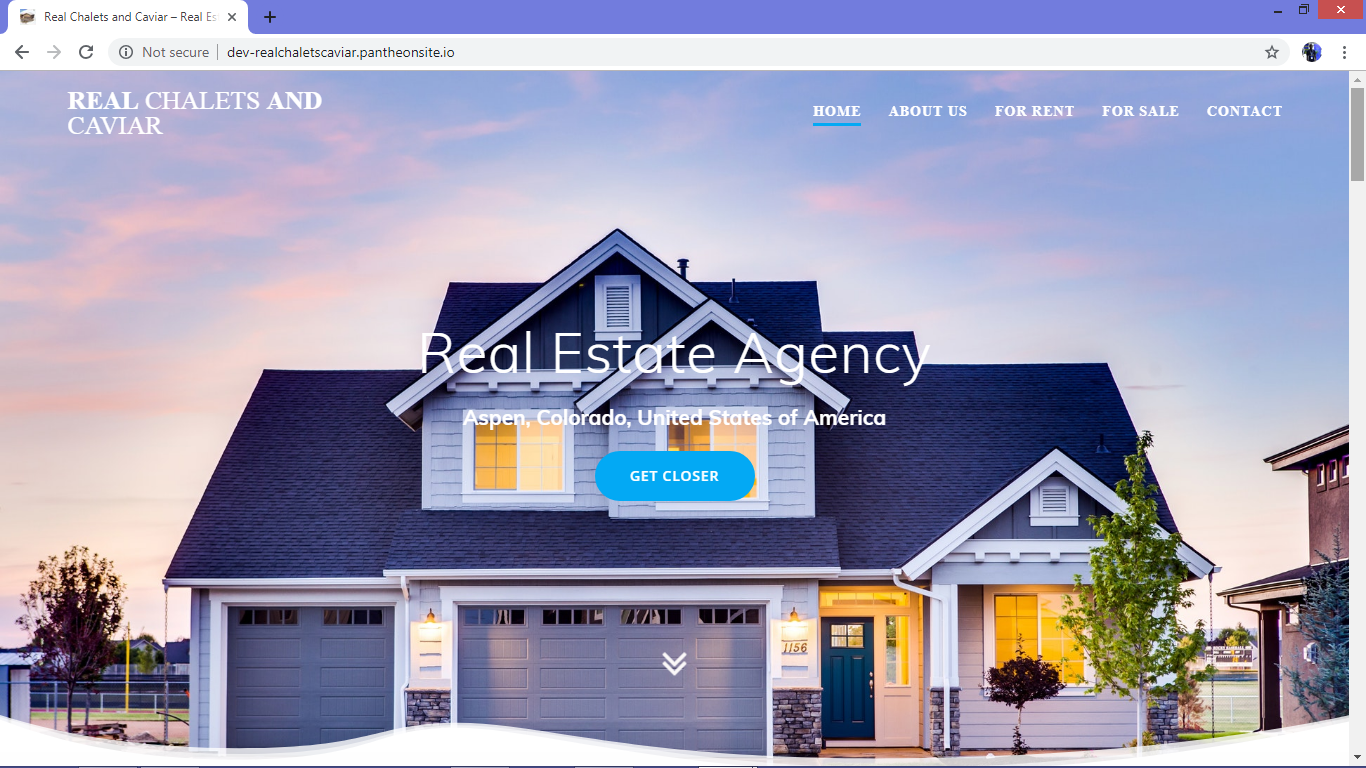 Real Chalets and Caviar – Real Es
Not secure
dev-realchaletscaviar.pantheonsite.io
REAL CHALETS AND
CAVIAR
HOME
ABOUT US
FOR RENT
FOR SALE
CONTACT
Real Estate Agency
Aspen, Colorado, United States of America
GET CLOSER
1156